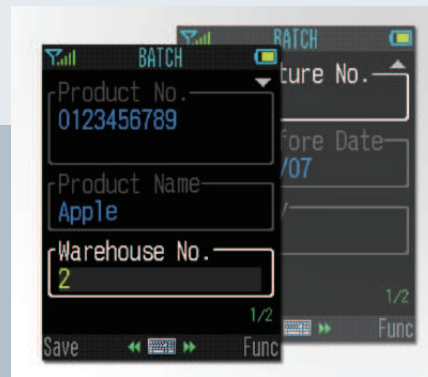 BATCH
Product No.
0123456789
Product Name
Apple
Warehouse No.
2
1/2
Save
Func
BATCH
ture No.
fore Date
/07
1/2
Func